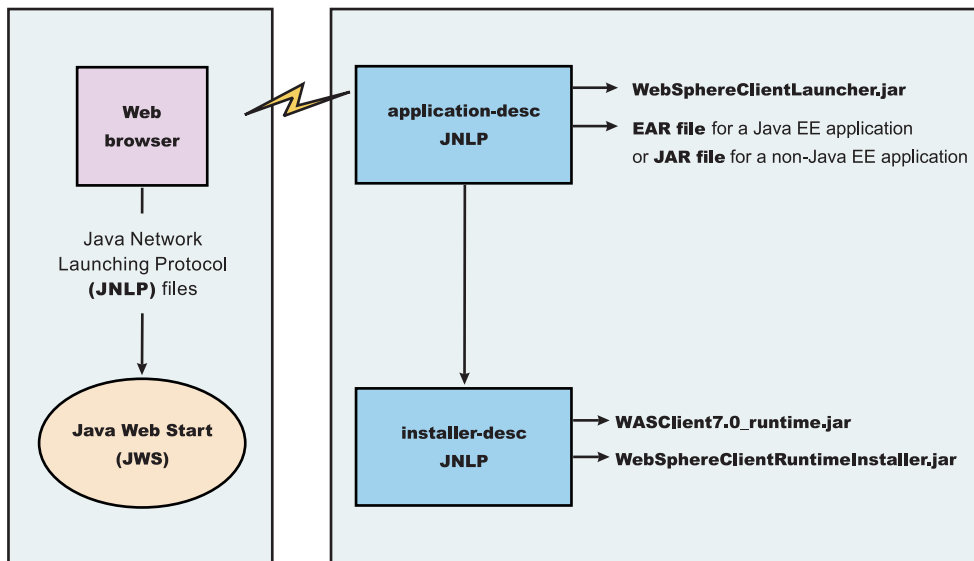 Web
browser
Java Network
Launching Protocol
(JNLP) files
Java Web Start
(JWS)
application-desc
JNLP
WebSphereClientLauncher.jar
EAR file for a Java EE application
or JAR file for a non-Java EE application
installer-desc
JNLP
WASClient7.0_runtime.jar
WebSphereClientRuntimeInstaller.jar